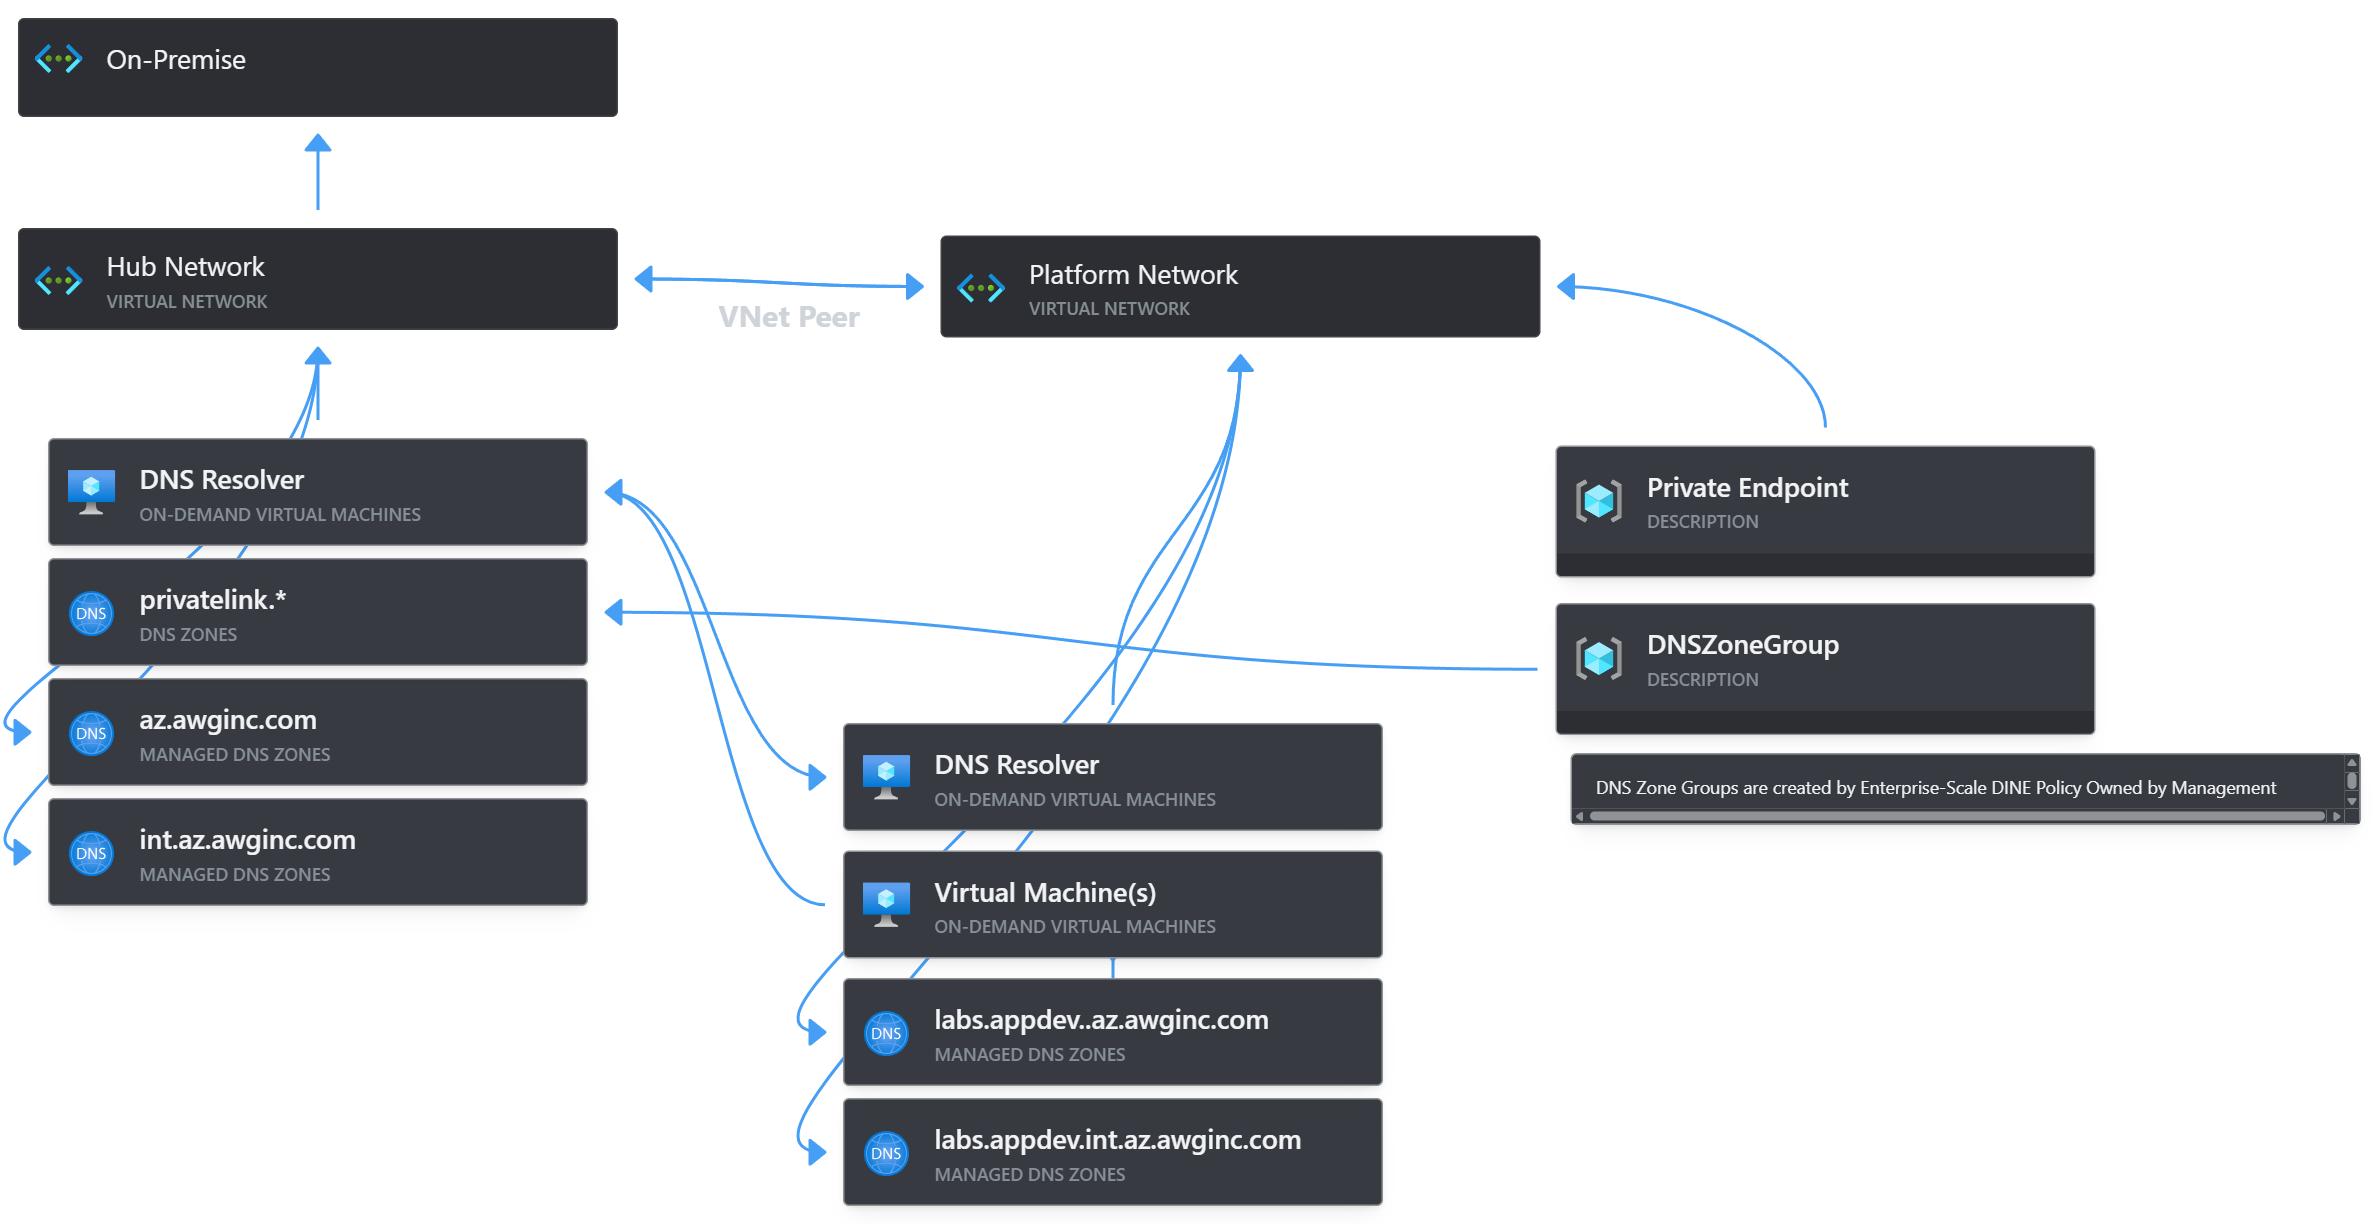 On-Premise
Hub Network
VIRTUAL NETWORK
VNet Peer
Platform Network
VIRTUAL NETWORK
DNS Resolver
ON-DEMAND VIRTUAL MACHINES
DNS
privatelink.*
DNS ZONES
DNS
az.awginc.com
MANAGED DNS ZONES
DNS
int.az.awginc.com
MANAGED DNS ZONES
DNS Resolver
ON-DEMAND VIRTUAL MACHINES
Virtual Machine(s)
ON-DEMAND VIRTUAL MACHINES
DNS
labs.appdev..az.awginc.com
MANAGED DNS ZONES
DNS
labs.appdev.int.az.awginc.com
MANAGED DNS ZONES
Private Endpoint
DESCRIPTION
DNSZoneGroup
DESCRIPTION
DNS Zone Groups are created by Enterprise-Scale DINE Policy Owned by Management